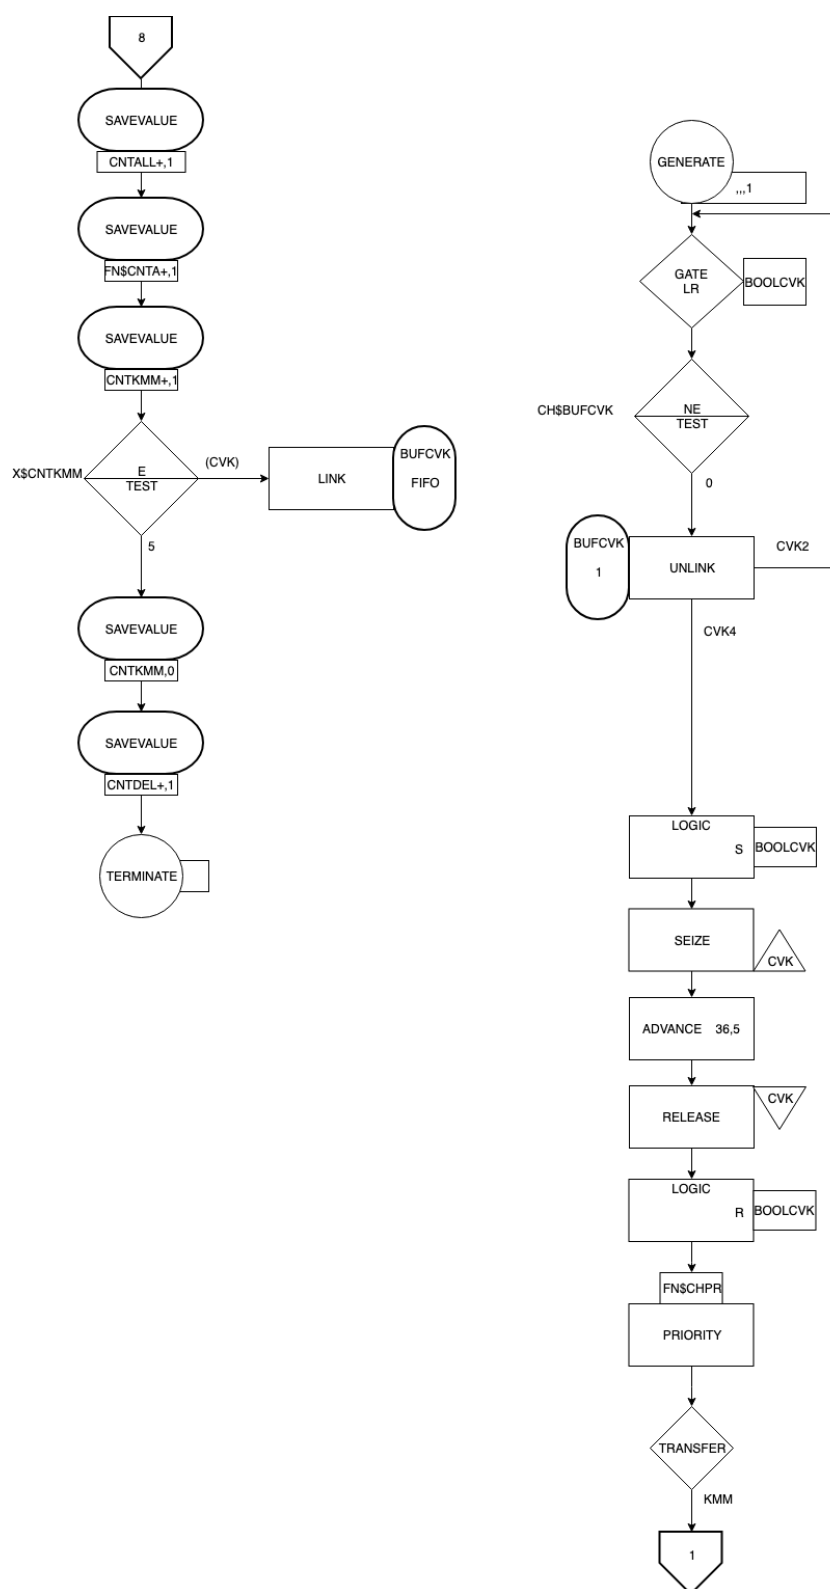 8
SAVEVALUE
CNTALL+,1
SAVEVALUE
FN$CNTA+,1
SAVEVALUE
CNTKMM+,1
X$CNTKMM
E
TEST
(CVK)
LINK
BUFCVK
FIFO
5
SAVEVALUE
CNTKMM,0
SAVEVALUE
CNTDEL+,1
TERMINATE
GENERATE
,,,1
GATE
LR
BOOLCVK
CH$BUFCVK
NE
TEST
0
BUFCVK
1
UNLINK
CVK2
CVK4
LOGIC
S
BOOLCVK
SEIZE
CVK
ADVANCE 36,5
RELEASE
CVK
LOGIC
R
BOOLCVK
FN$CHPR
PRIORITY
TRANSFER
KMM
1